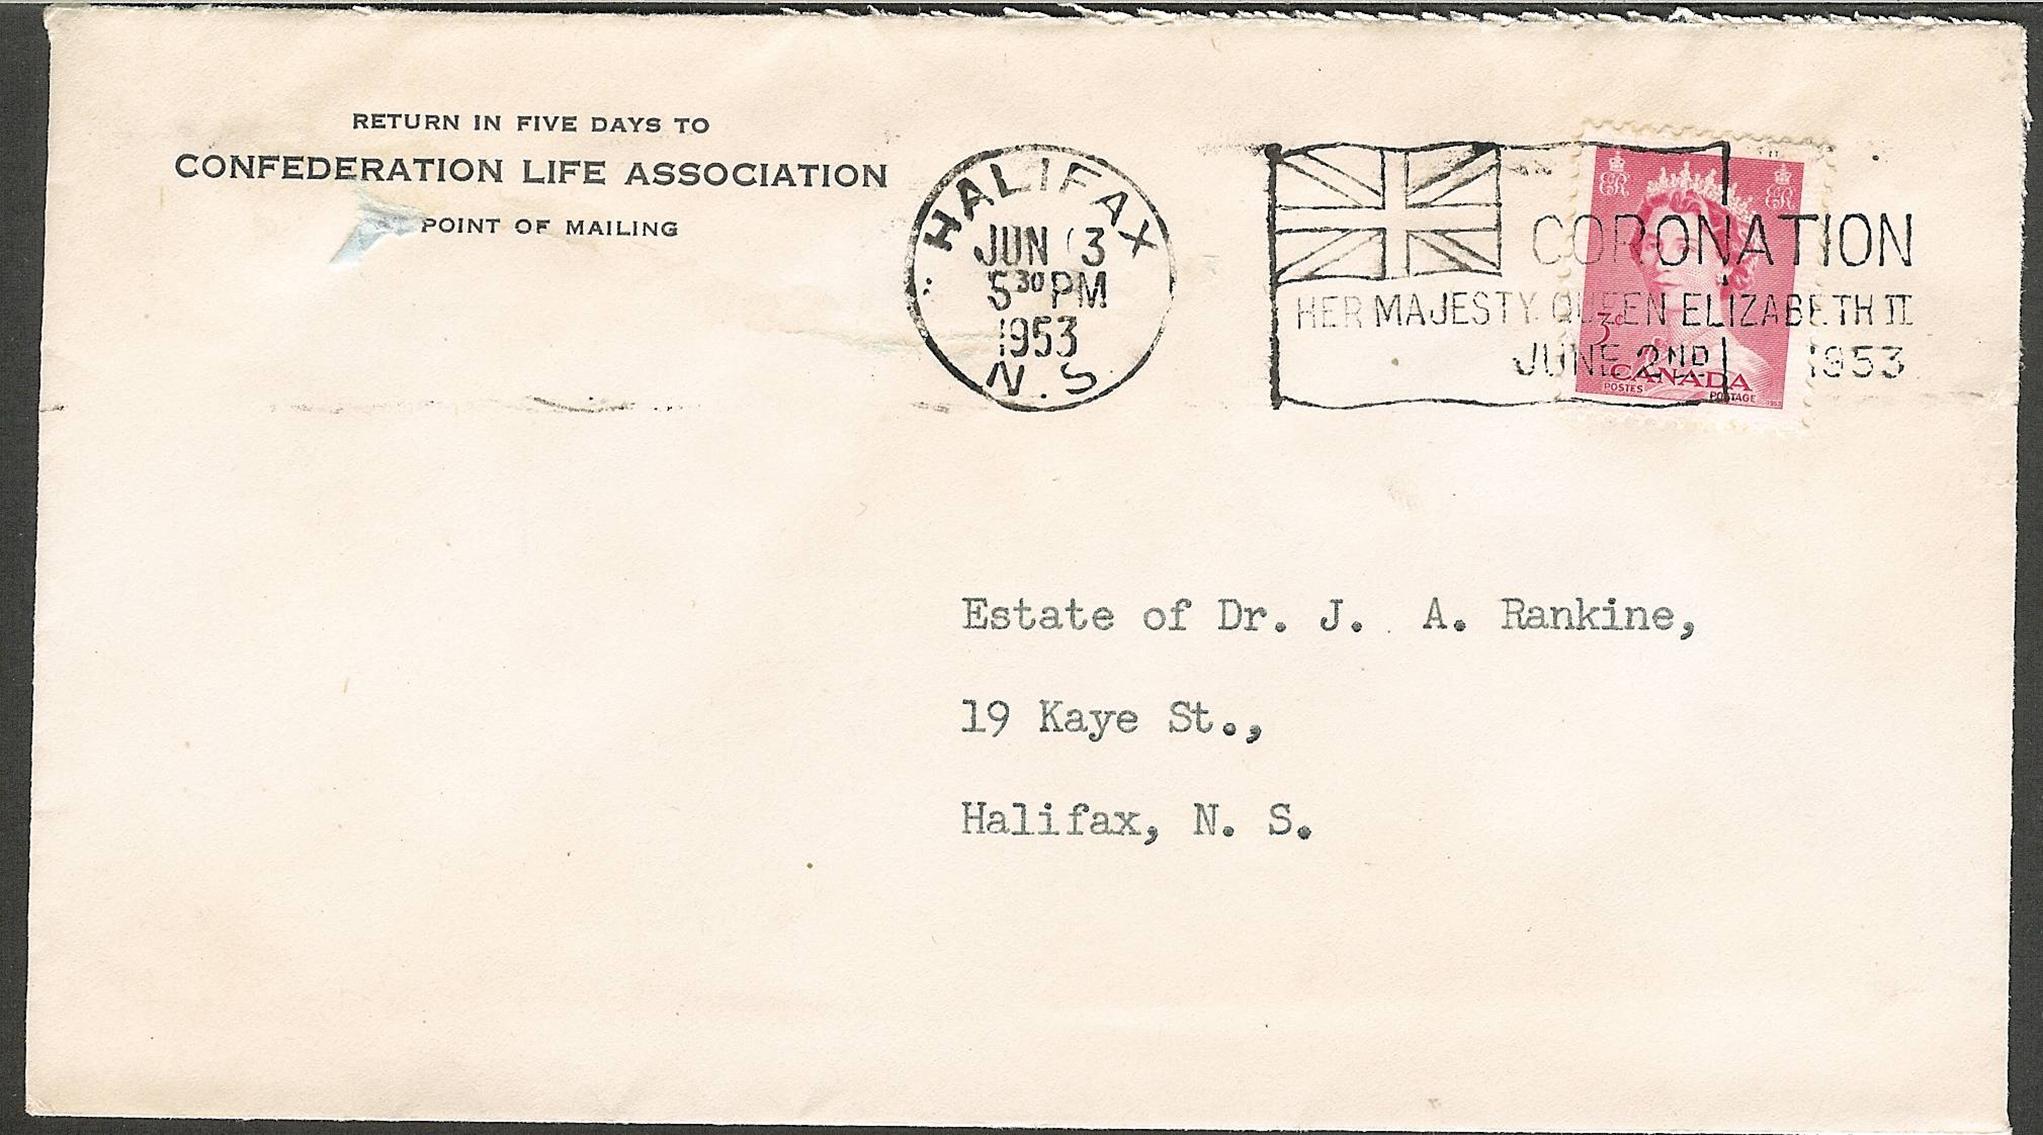 RETURN IN FIVE DAYS TO
CONFEDERATION LIFE ASSOCIATION
POINT OF MAILING
HALIFAX
JUN 3
5 30 PM
1953
N. S.
CORONATION
HER MAJESTY QUEEN ELIZABETH II
JUNE 2ND 1953
3c
CANADA
POSTES POSTAGE
Estate of Dr. J. A. Rankine,
19 Kaye St.,
Halifax, N. S.